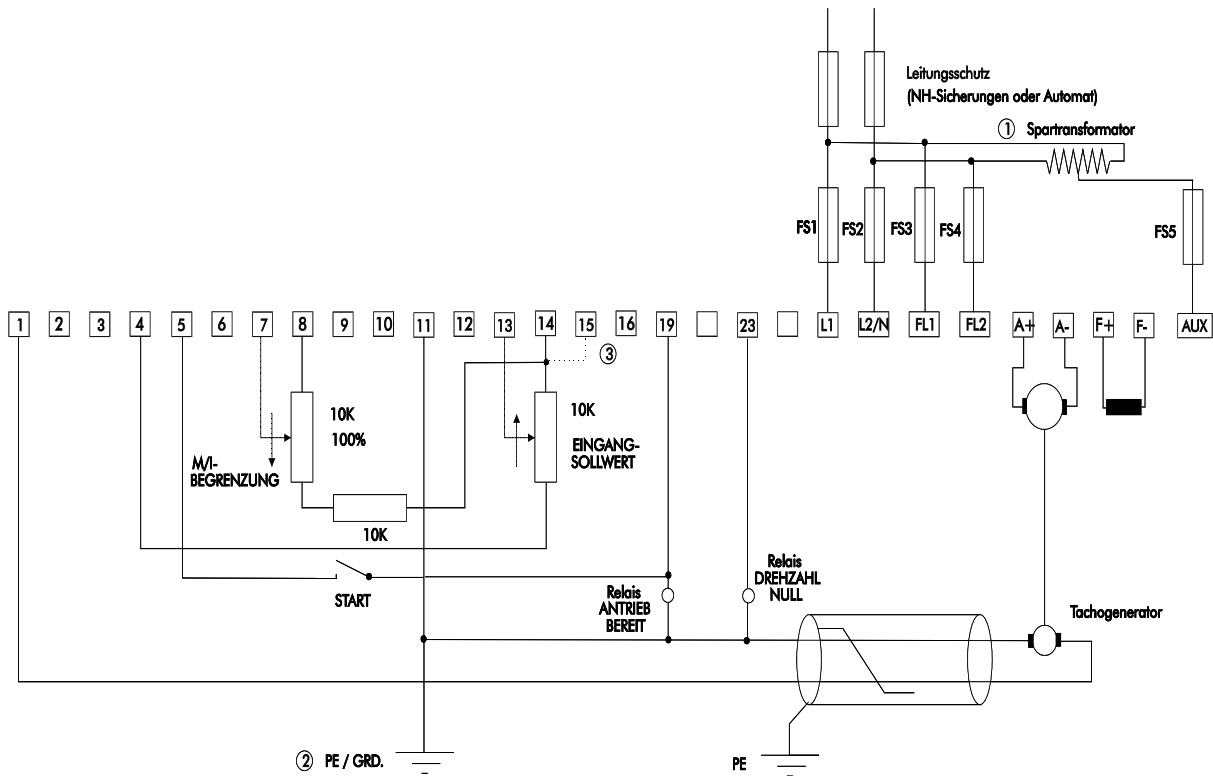 Leitungsschutz
(NH-Sicherungen oder Automat)
① Spartransformator
FS1
FS2
FS3
FS4
FS5
1 2 3 4 5 6 7 8 9 10 11 12 13 14 15 16 19 23 L1 L2/N FL1 FL2 A+ A- F+ F- AUX
③
10K
100%
M/I-
BEGRENZUNG
10K
10K
EINGANG-
SOLLWERT
START
Relais
ANTRIEB
BEREIT
Relais
DREHZAHL
NULL
Tachogenerator
② PE / GRD.
PE